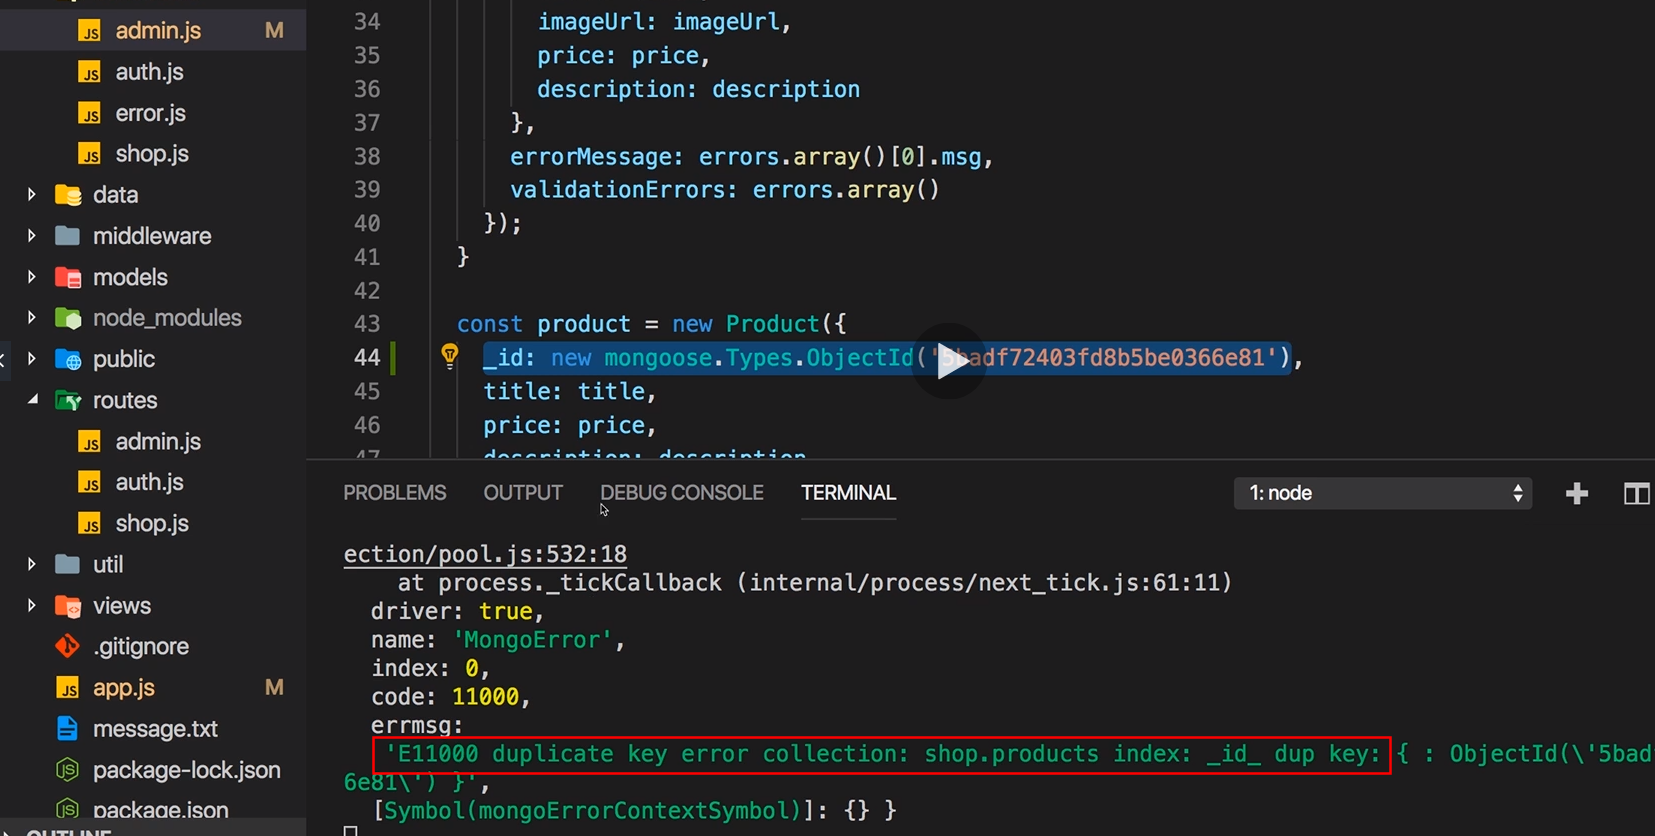 admin.js M
auth.js
error.js
shop.js
data
middleware
models
node_modules
public
routes
admin.js
auth.js
shop.js
util
views
.gitignore
app.js M
message.txt
package-lock.json
package.json
OUTLINE
34 imageUrl: imageUrl,
35 price: price,
36 description: description
37 },
38 errorMessage: errors.array()[0].msg,
39 validationErrors: errors.array()
40 });
41 }
42
43 const product = new Product({
44 _id: new mongoose.Types.ObjectId('5badf72403fd8b5be0366e81'),
45 title: title,
46 price: price,
47 description: description
PROBLEMS OUTPUT DEBUG CONSOLE TERMINAL 1: node
ection/pool.js:532:18
at process._tickCallback (internal/process/next_tick.js:61:11)
driver: true,
name: 'MongoError',
index: 0,
code: 11000,
errmsg:
'E11000 duplicate key error collection: shop.products index: _id_ dup key: { : ObjectId(\'5bad
6e81\') }',
[Symbol(mongoErrorContextSymbol)]: {} }